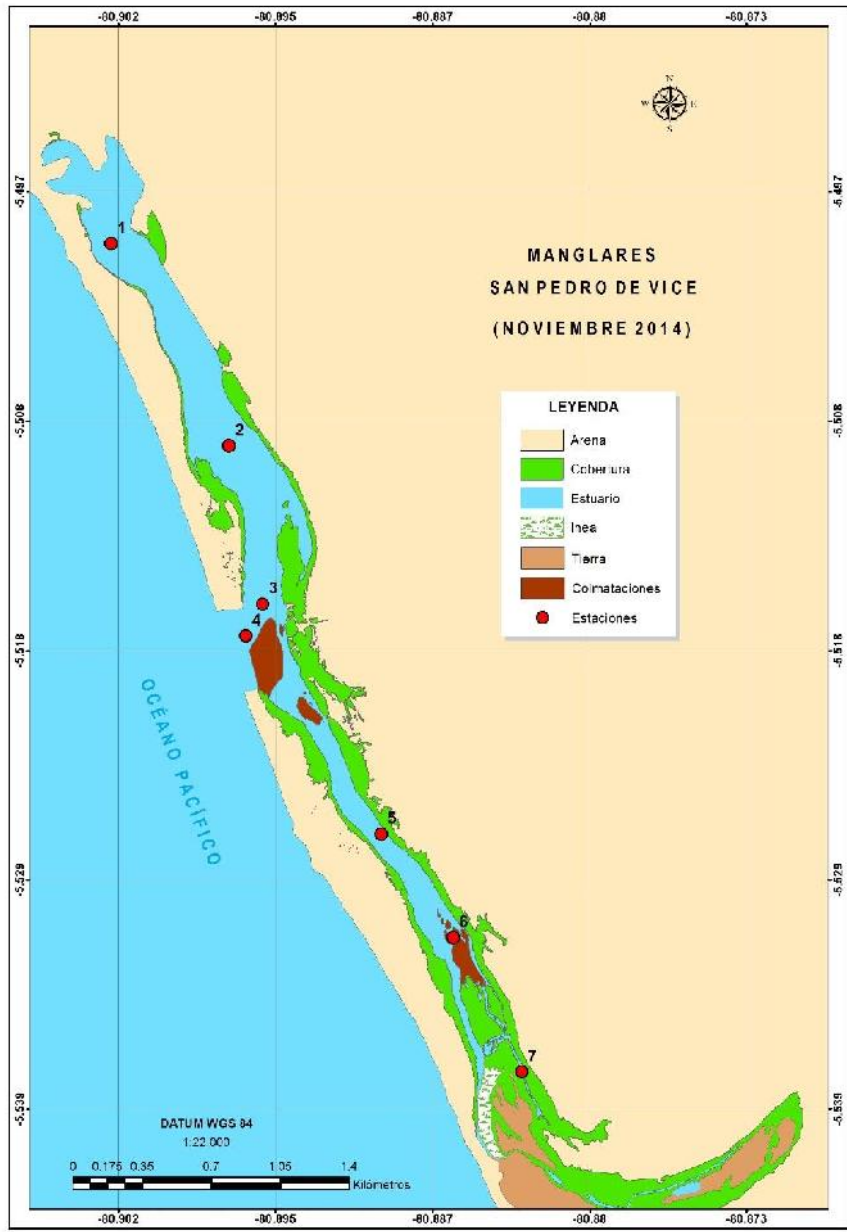 -80.902 -80.895 -80.887 -80.88 -80.873
N
W E
S
-5.497
-5.497
1
MANGLARES
SAN PEDRO DE VICE
(NOVIEMBRE 2014)
-5.508
-5.508
2
LEYENDA
Arena
Cobertura
Estuario
Inea
Tierra
Colmataciones
Estaciones
3
4
-5.518
-5.518
OCÉANO PACÍFICO
5
-5.529
-5.529
6
7
-5.539
-5.539
DATUM WGS 84
1:22 000
0 0.175 0.35 0.7 1.05 1.4
Kilómetros
-80.902 -80.895 -80.887 -80.88 -80.873